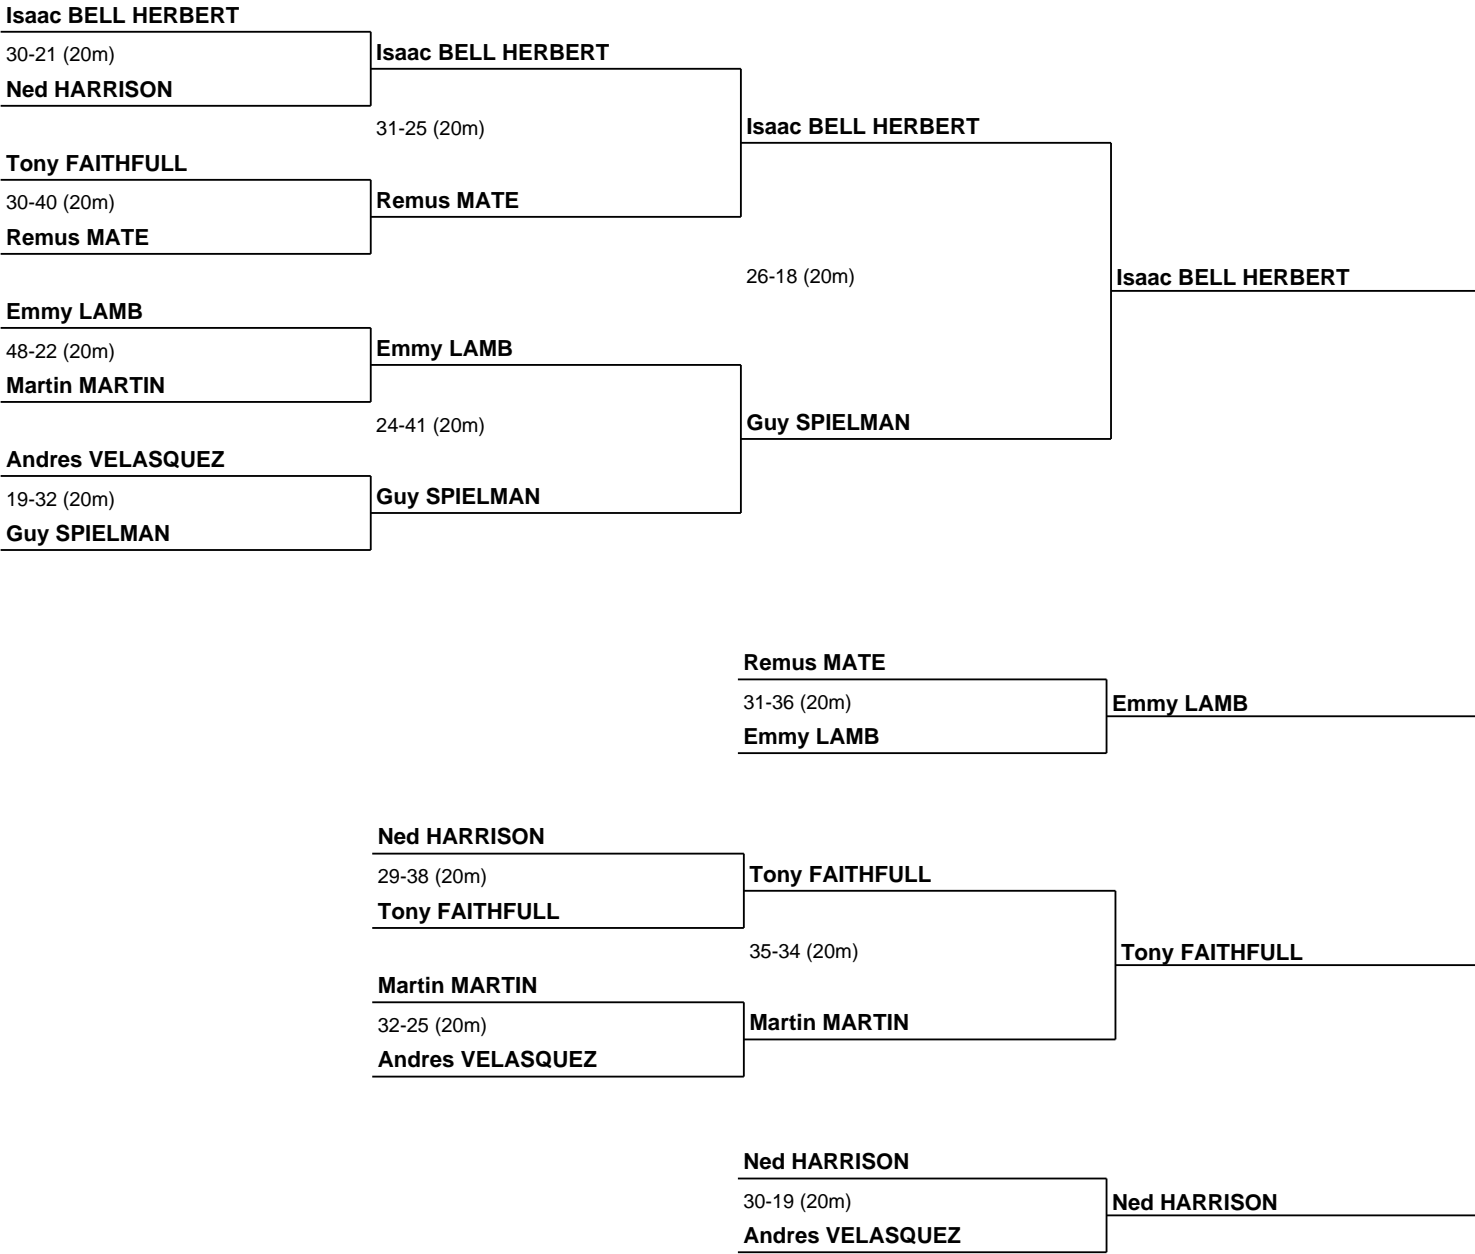 Isaac BELL HERBERT
30-21 (20m)
Isaac BELL HERBERT
Ned HARRISON
31-25 (20m)
Isaac BELL HERBERT
Tony FAITHFULL
30-40 (20m)
Remus MATE
Remus MATE
26-18 (20m)
Isaac BELL HERBERT
Emmy LAMB
48-22 (20m)
Emmy LAMB
Martin MARTIN
24-41 (20m)
Guy SPIELMAN
Andres VELASQUEZ
19-32 (20m)
Guy SPIELMAN
Guy SPIELMAN
Remus MATE
31-36 (20m)
Emmy LAMB
Emmy LAMB
Ned HARRISON
29-38 (20m)
Tony FAITHFULL
Tony FAITHFULL
35-34 (20m)
Tony FAITHFULL
Martin MARTIN
32-25 (20m)
Martin MARTIN
Andres VELASQUEZ
Ned HARRISON
30-19 (20m)
Ned HARRISON
Andres VELASQUEZ